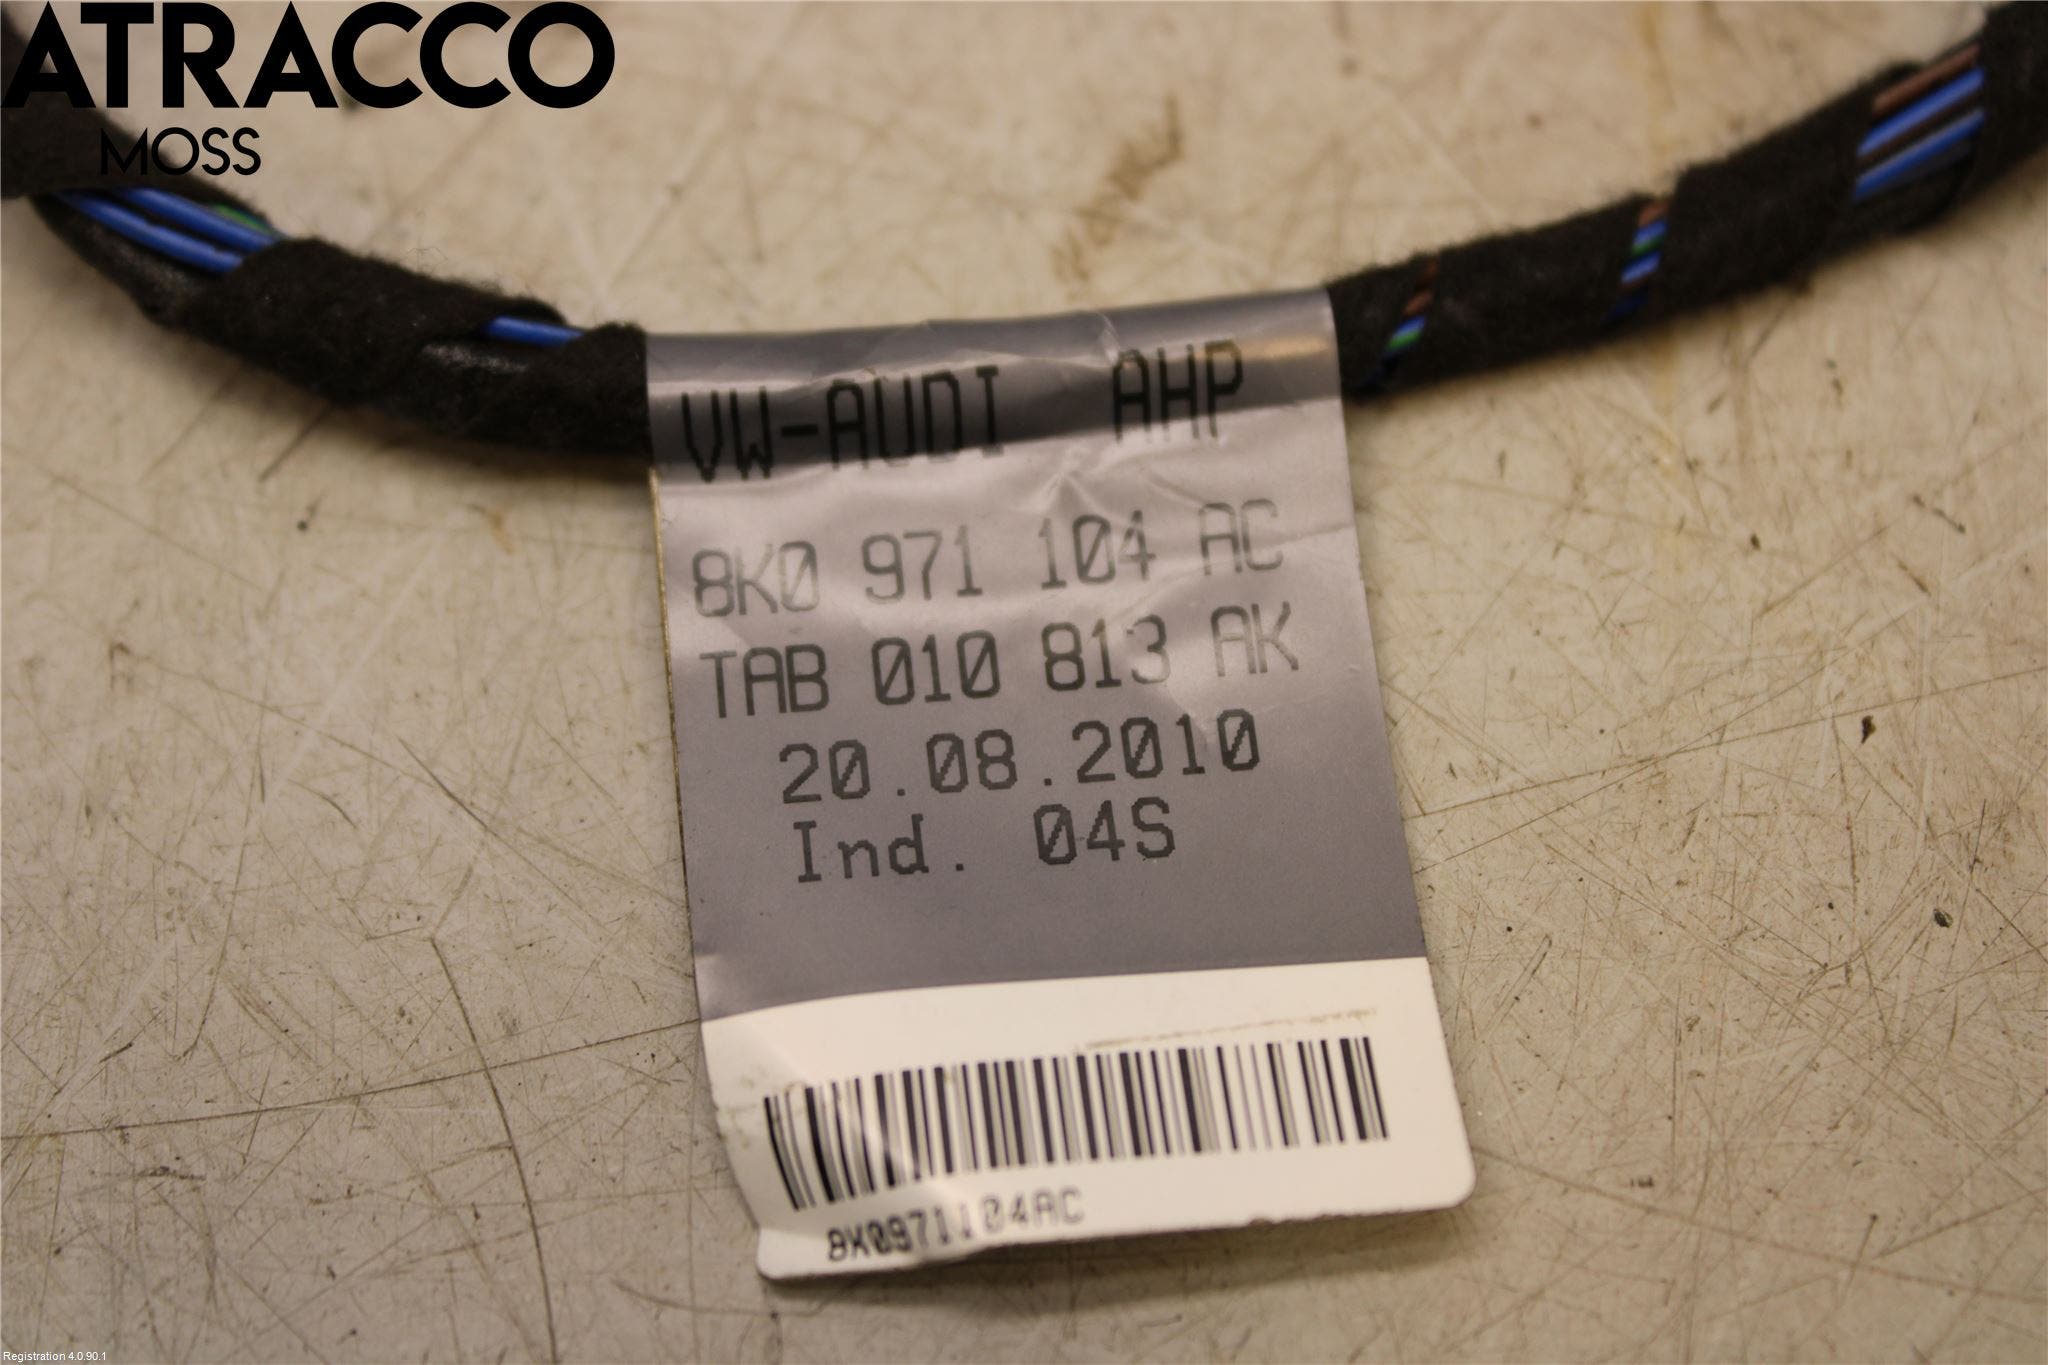 ATRACCO
MOSS
VW-AUDI AHP
8K0 971 104 AC
TAB 010 813 AK
20.08.2010
Ind. 04S
8K0971104AC
Registration 4.0.90.1